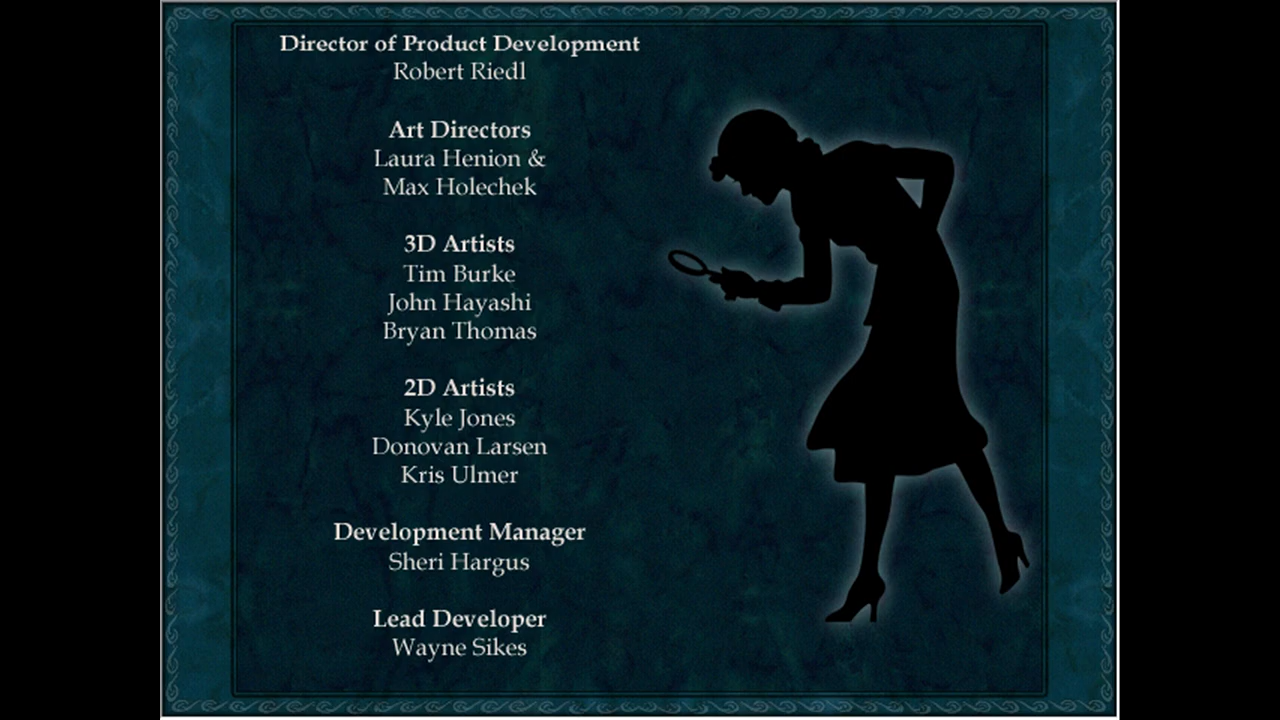 Director of Product Development
Robert Riedl
Art Directors
Laura Henion &
Max Holechek
3D Artists
Tim Burke
John Hayashi
Bryan Thomas
2D Artists
Kyle Jones
Donovan Larsen
Kris Ulmer
Development Manager
Sheri Hargus
Lead Developer
Wayne Sikes